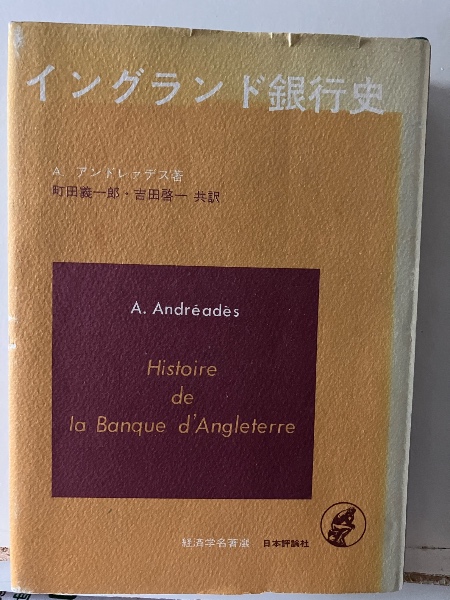 イングランド銀行史
A. アンドレァデス著
町田義一郎・吉田啓一 共訳
A. Andréadès
Histoire
de
la Banque d'Angleterre
経済学名著選 日本評論社